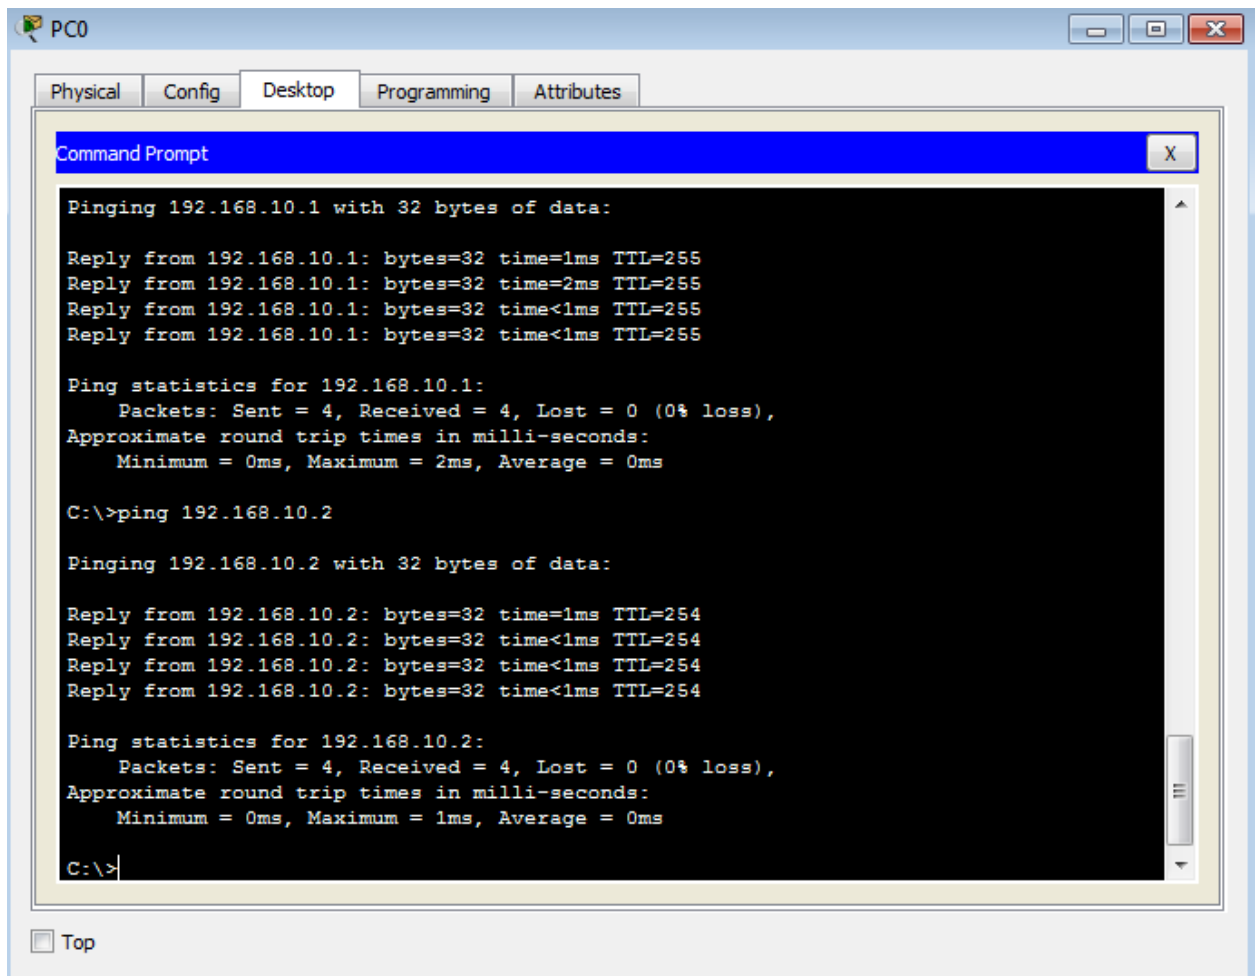 PC0
X
Physical
Config
Desktop
Programming
Attributes
Command Prompt
X
Pinging 192.168.10.1 with 32 bytes of data:
Reply from 192.168.10.1: bytes=32 time=1ms TTL=255
Reply from 192.168.10.1: bytes=32 time=2ms TTL=255
Reply from 192.168.10.1: bytes=32 time<1ms TTL=255
Reply from 192.168.10.1: bytes=32 time<1ms TTL=255
Ping statistics for 192.168.10.1:
Packets: Sent = 4, Received = 4, Lost = 0 (0% loss),
Approximate round trip times in milli-seconds:
Minimum = 0ms, Maximum = 2ms, Average = 0ms
C:\>ping 192.168.10.2
Pinging 192.168.10.2 with 32 bytes of data:
Reply from 192.168.10.2: bytes=32 time=1ms TTL=254
Reply from 192.168.10.2: bytes=32 time<1ms TTL=254
Reply from 192.168.10.2: bytes=32 time<1ms TTL=254
Reply from 192.168.10.2: bytes=32 time<1ms TTL=254
Ping statistics for 192.168.10.2:
Packets: Sent = 4, Received = 4, Lost = 0 (0% loss),
Approximate round trip times in milli-seconds:
Minimum = 0ms, Maximum = 1ms, Average = 0ms
C:\>
Top